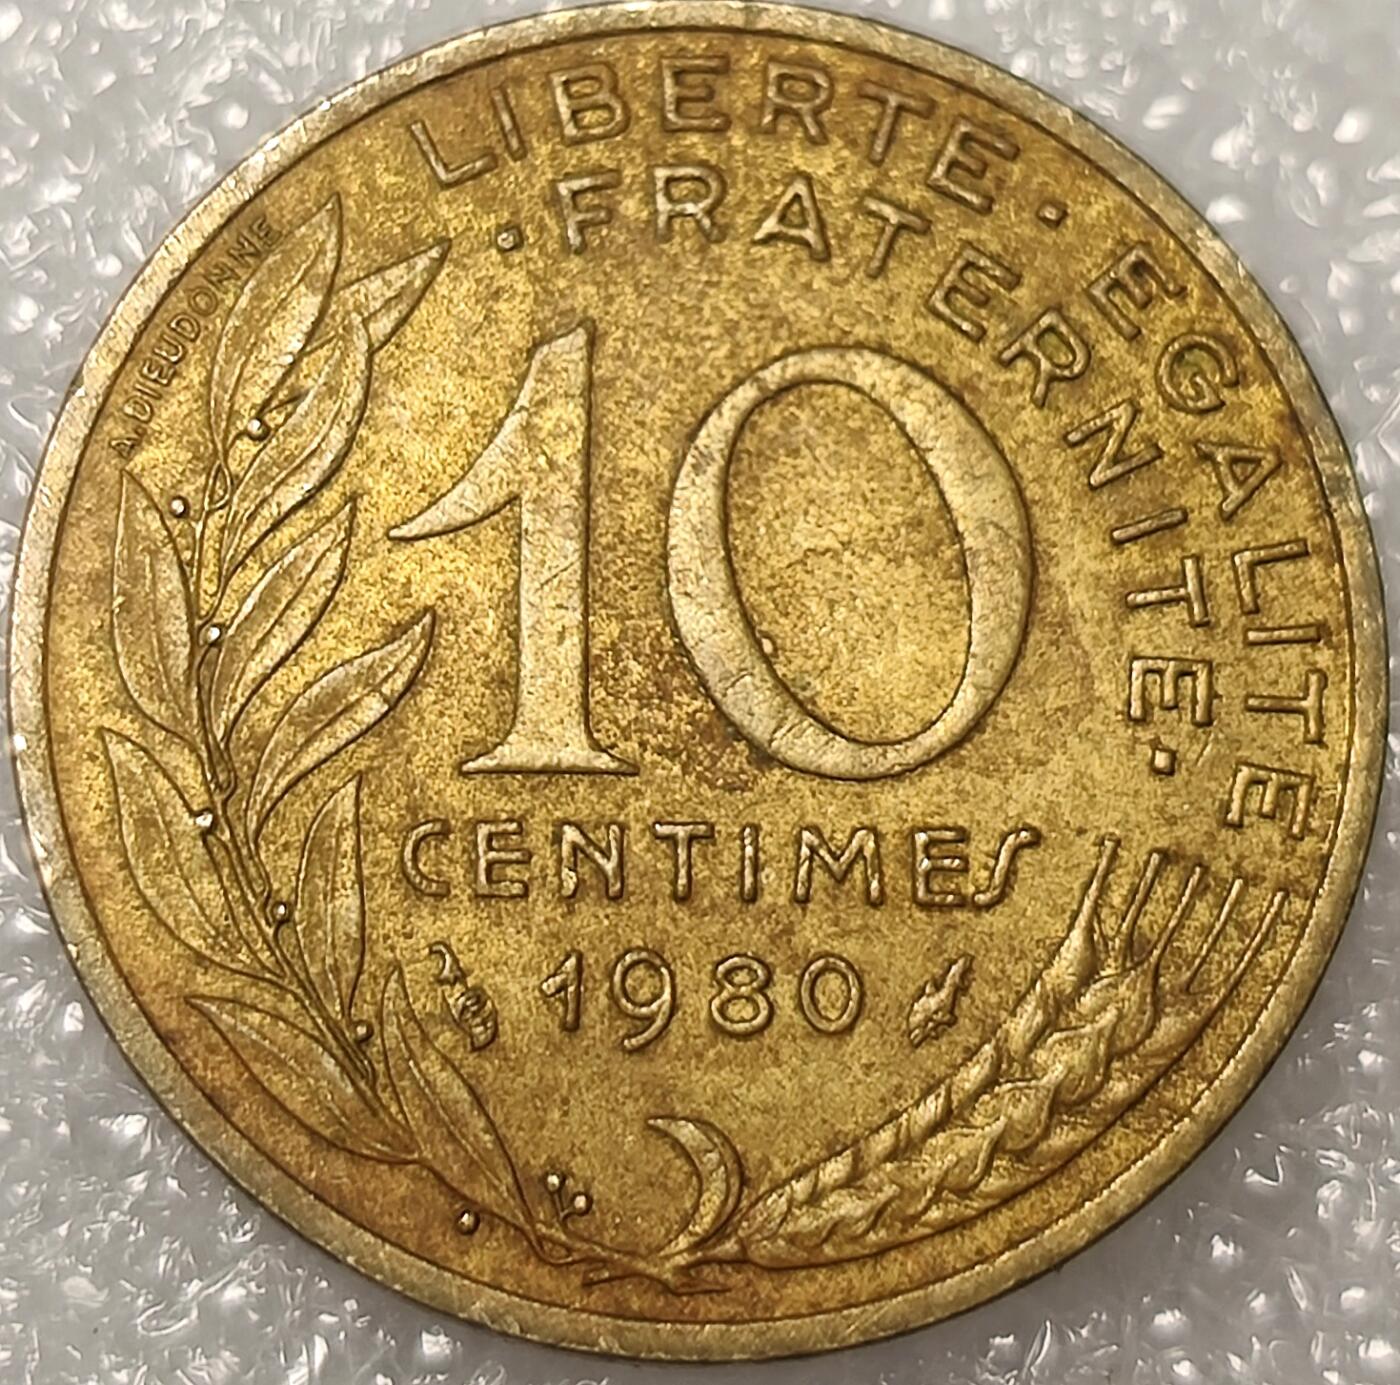 LIBERTE · EGALITE
· FRATERNITE ·
A.DIEUDONNE
10
CENTIMES
1980